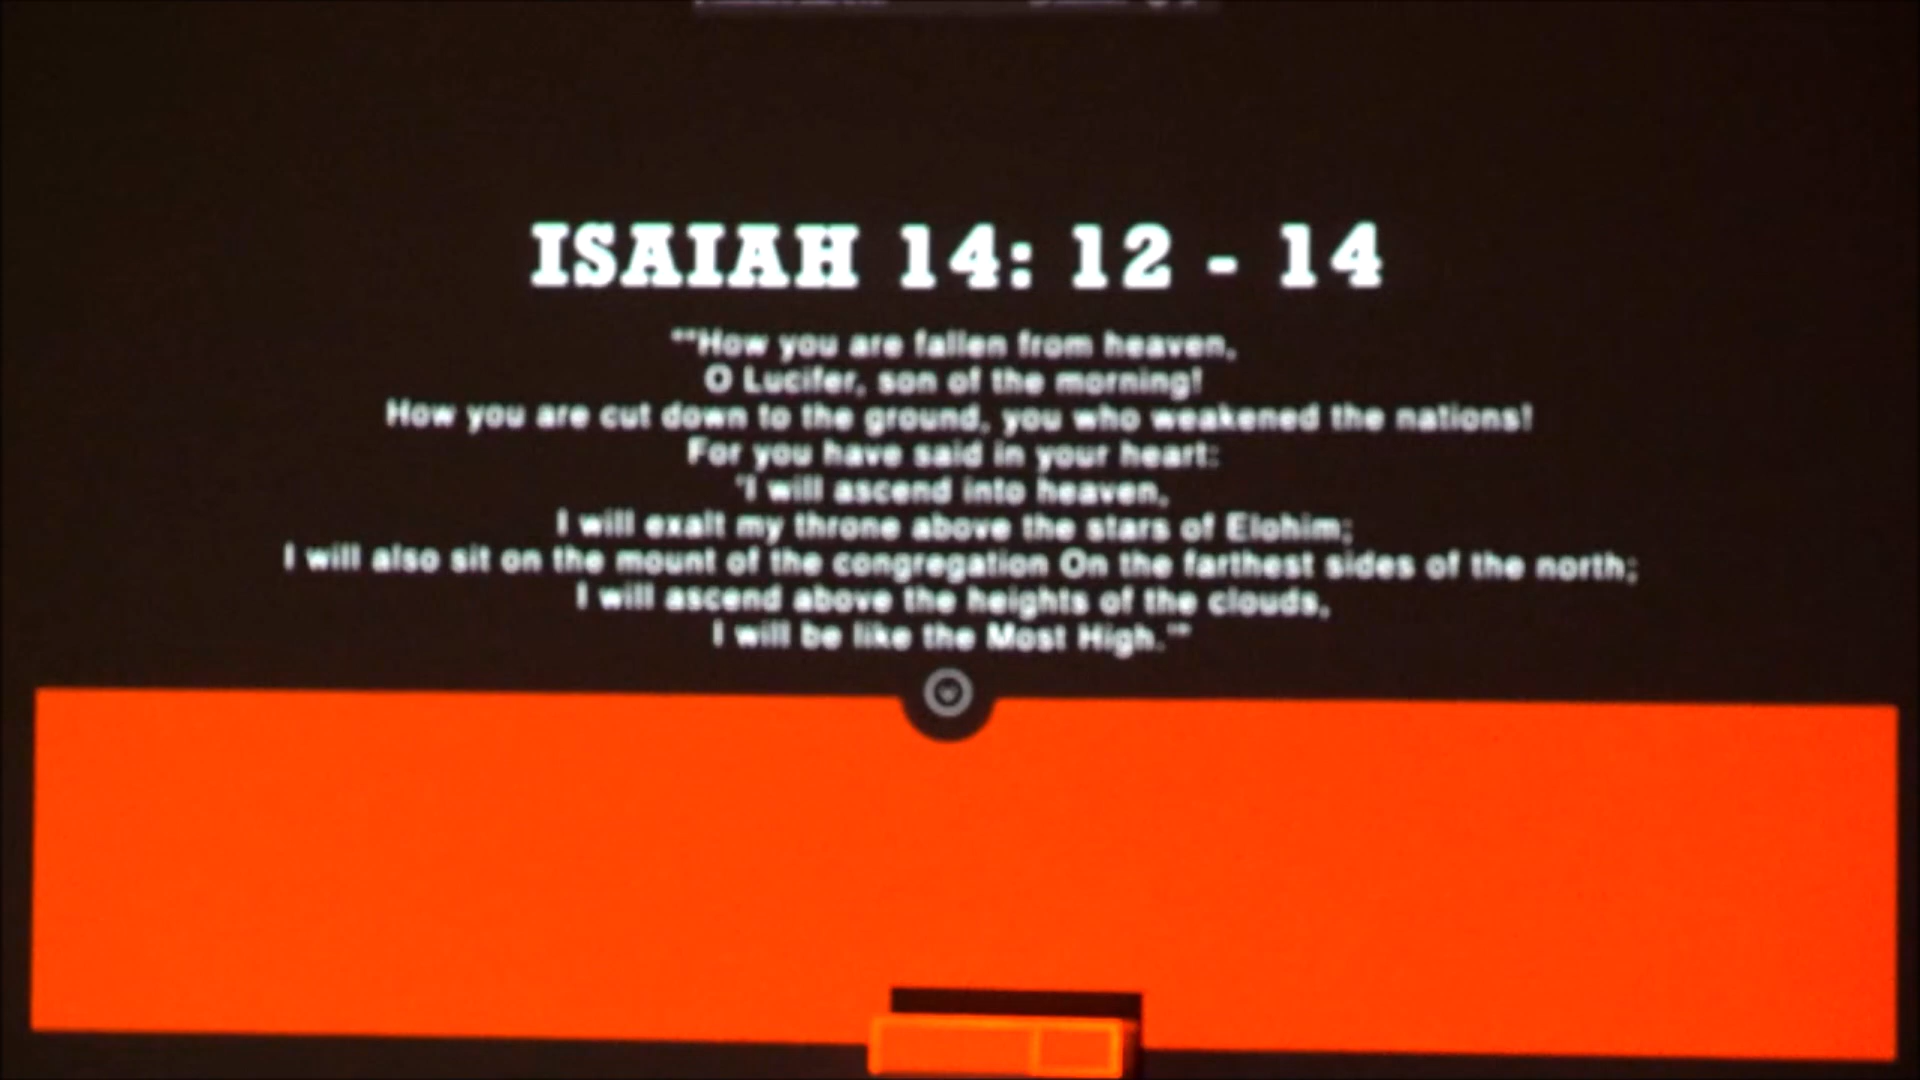 ISAIAH 14: 12 - 14
"'How you are fallen from heaven,
O Lucifer, son of the morning!
How you are cut down to the ground, you who weakened the nations!
For you have said in your heart:
'I will ascend into heaven,
I will exalt my throne above the stars of Elohim;
I will also sit on the mount of the congregation On the farthest sides of the north;
I will ascend above the heights of the clouds,
I will be like the Most High.'"